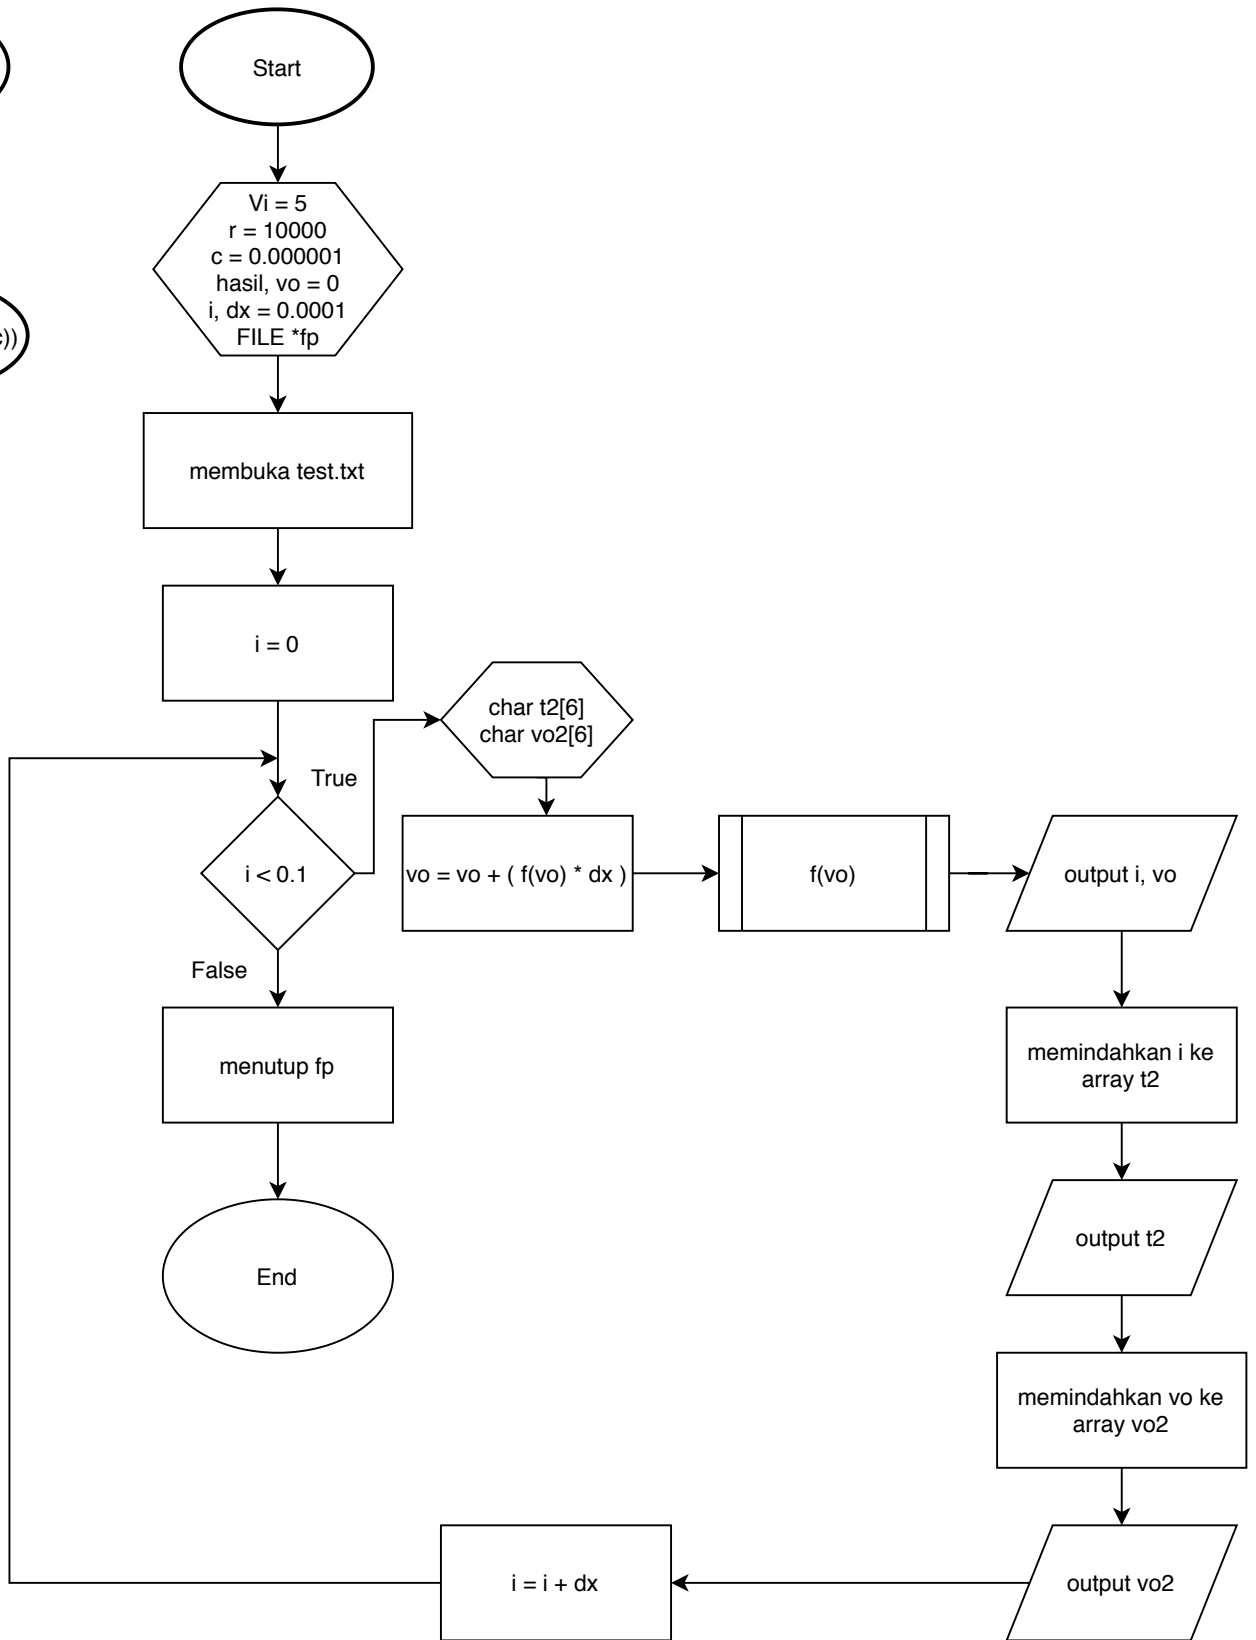 Start
Vi = 5
r = 10000
c = 0.000001
hasil, vo = 0
i, dx = 0.0001
FILE *fp
c))
membuka test.txt
i = 0
char t2[6]
char vo2[6]
True
i < 0.1
vo = vo + ( f(vo) * dx )
f(vo)
output i, vo
False
menutup fp
memindahkan i ke
array t2
output t2
End
memindahkan vo ke
array vo2
i = i + dx
output vo2